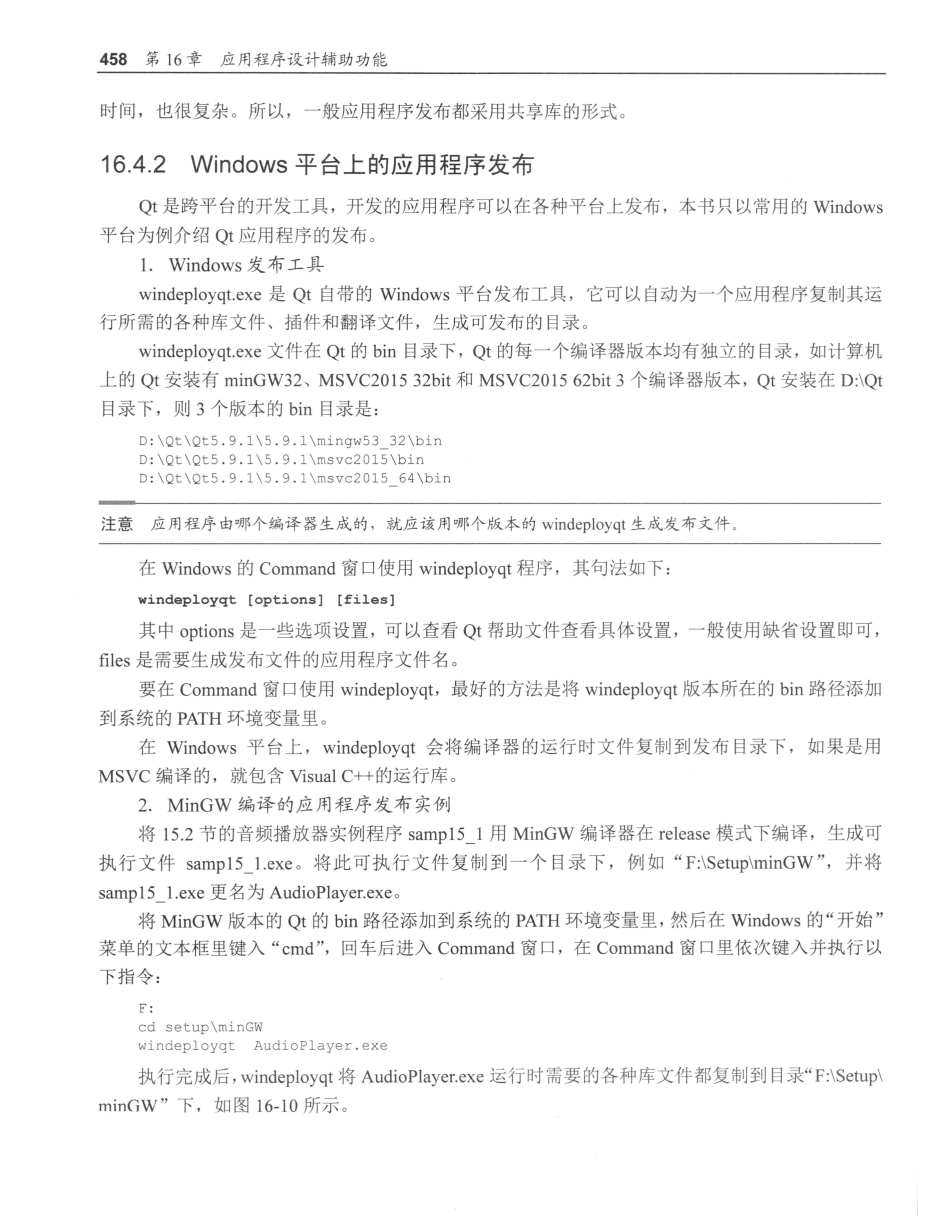 458 第 16 章 应用程序设计辅助功能
时间，也很复杂。所以，一般应用程序发布都采用共享库的形式。
16.4.2 Windows 平台上的应用程序发布
Qt 是跨平台的开发工具，开发的应用程序可以在各种平台上发布，本书只以常用的 Windows
平台为例介绍 Qt 应用程序的发布。
1．Windows 发布工具
windeployqt.exe 是 Qt 自带的 Windows 平台发布工具，它可以自动为一个应用程序复制其运
行所需的各种库文件、插件和翻译文件，生成可发布的目录。
windeployqt.exe 文件在 Qt 的 bin 目录下，Qt 的每一个编译器版本均有独立的目录，如计算机
上的 Qt 安装有 minGW32、MSVC2015 32bit 和 MSVC2015 62bit 3 个编译器版本，Qt 安装在 D:\Qt
目录下，则 3 个版本的 bin 目录是：
D:\Qt\Qt5.9.1\5.9.1\mingw53_32\bin
D:\Qt\Qt5.9.1\5.9.1\msvc2015\bin
D:\Qt\Qt5.9.1\5.9.1\msvc2015_64\bin
注意 应用程序由哪个编译器生成的，就应该用哪个版本的 windeployqt 生成发布文件。
在 Windows 的 Command 窗口使用 windeployqt 程序，其句法如下：
windeployqt [options] [files]
其中 options 是一些选项设置，可以查看 Qt 帮助文件查看具体设置，一般使用缺省设置即可，
files 是需要生成发布文件的应用程序文件名。
要在 Command 窗口使用 windeployqt，最好的方法是将 windeployqt 版本所在的 bin 路径添加
到系统的 PATH 环境变量里。
在 Windows 平台上，windeployqt 会将编译器的运行时文件复制到发布目录下，如果是用
MSVC 编译的，就包含 Visual C++的运行库。
2．MinGW 编译的应用程序发布实例
将 15.2 节的音频播放器实例程序 samp15_1 用 MinGW 编译器在 release 模式下编译，生成可
执行文件 samp15_1.exe。将此可执行文件复制到一个目录下，例如“F:\Setup\minGW”，并将
samp15_1.exe 更名为 AudioPlayer.exe。
将 MinGW 版本的 Qt 的 bin 路径添加到系统的 PATH 环境变量里，然后在 Windows 的“开始”
菜单的文本框里键入“cmd”，回车后进入 Command 窗口，在 Command 窗口里依次键入并执行以
下指令：
F:
cd setup\minGW
windeployqt AudioPlayer.exe
执行完成后，windeployqt 将 AudioPlayer.exe 运行时需要的各种库文件都复制到目录“F:\Setup\
minGW”下，如图 16-10 所示。